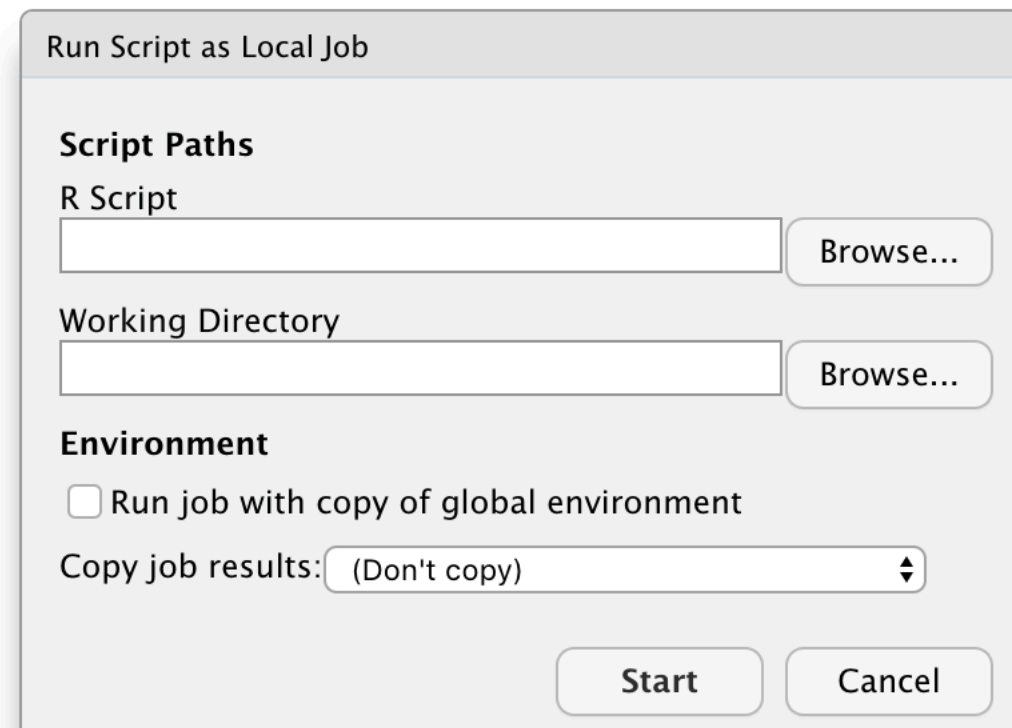 Run Script as Local Job
Script Paths
R Script
Browse...
Working Directory
Browse...
Environment
Run job with copy of global environment
Copy job results: (Don't copy)
Start Cancel